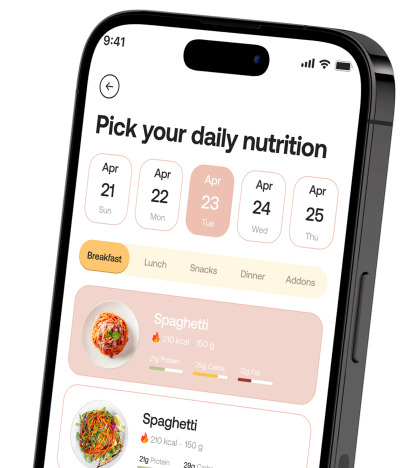 9:41
Pick your daily nutrition
Apr Apr Apr Apr Apr
21 22 23 24 25
Sun Mon Tue Wed Thu
Breakfast Lunch Snacks Dinner Addons
Spaghetti
210 kcal · 150 g
21g Protein 29g Carbs 12g Fat
Spaghetti
210 kcal · 150 g
21g Protein 29g